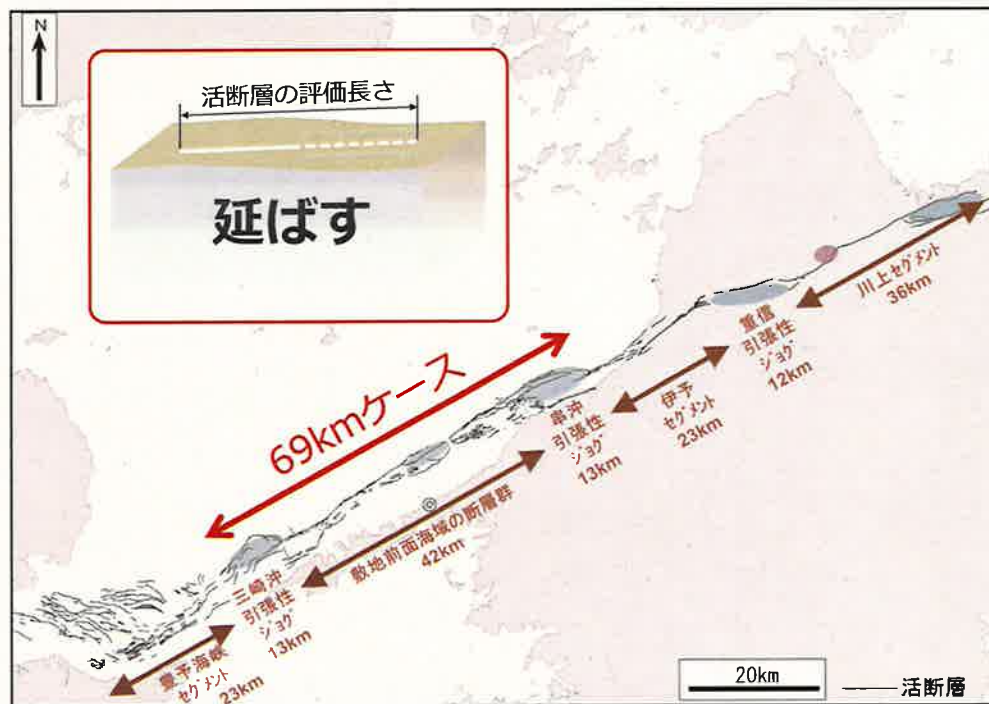 N
活断層の評価長さ
延ばす
69kmケース
川上セグメント
36km
重信
引張性
ジョグ
12km
伊予
セグメント
23km
串沖
引張性
ジョグ
13km
敷地前面海域の断層群
42km
三崎沖
引張性
ジョグ
13km
豊予海峡
セグメント
23km
20km
活断層